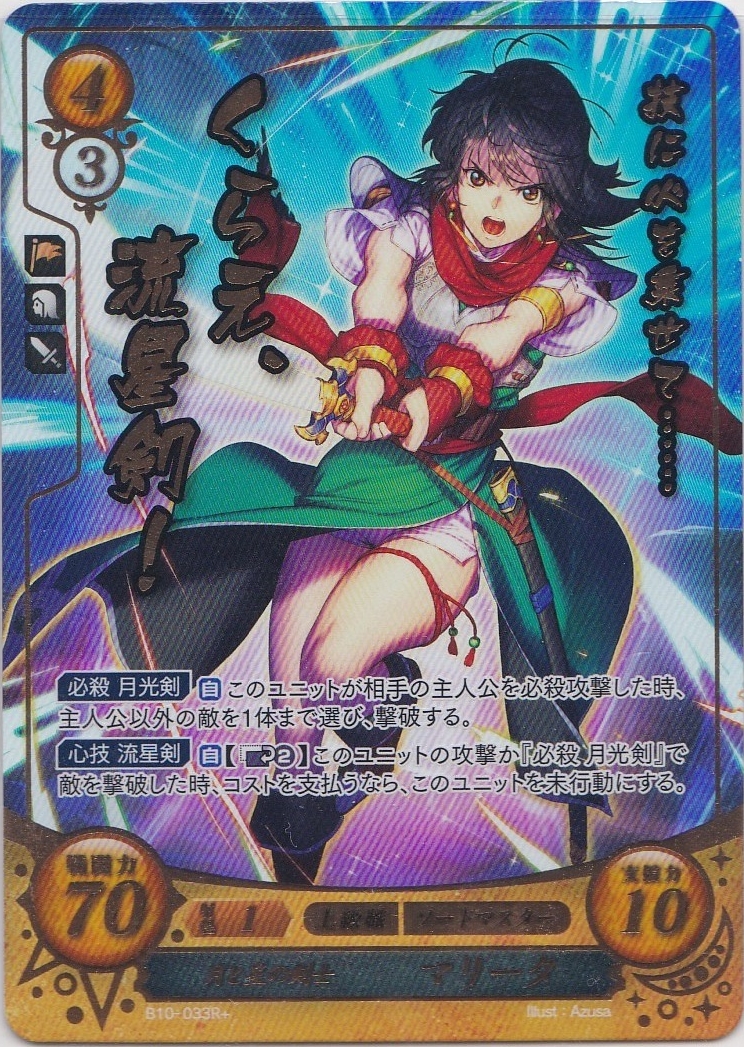 4
3
技に心を乗せて……
くらえ、
流星剣！
必殺 月光剣 自 このユニットが相手の主人公を必殺攻撃した時、
主人公以外の敵を1体まで選び、撃破する。
心技 流星剣 自【2】このユニットの攻撃か『必殺 月光剣』で
敵を撃破した時、コストを支払うなら、このユニットを未行動にする。
戦闘力
70
射程 1 上級職 ソードマスター
支援力
10
月と星の剣士 マリータ
B10-033R+ Illust：Azusa